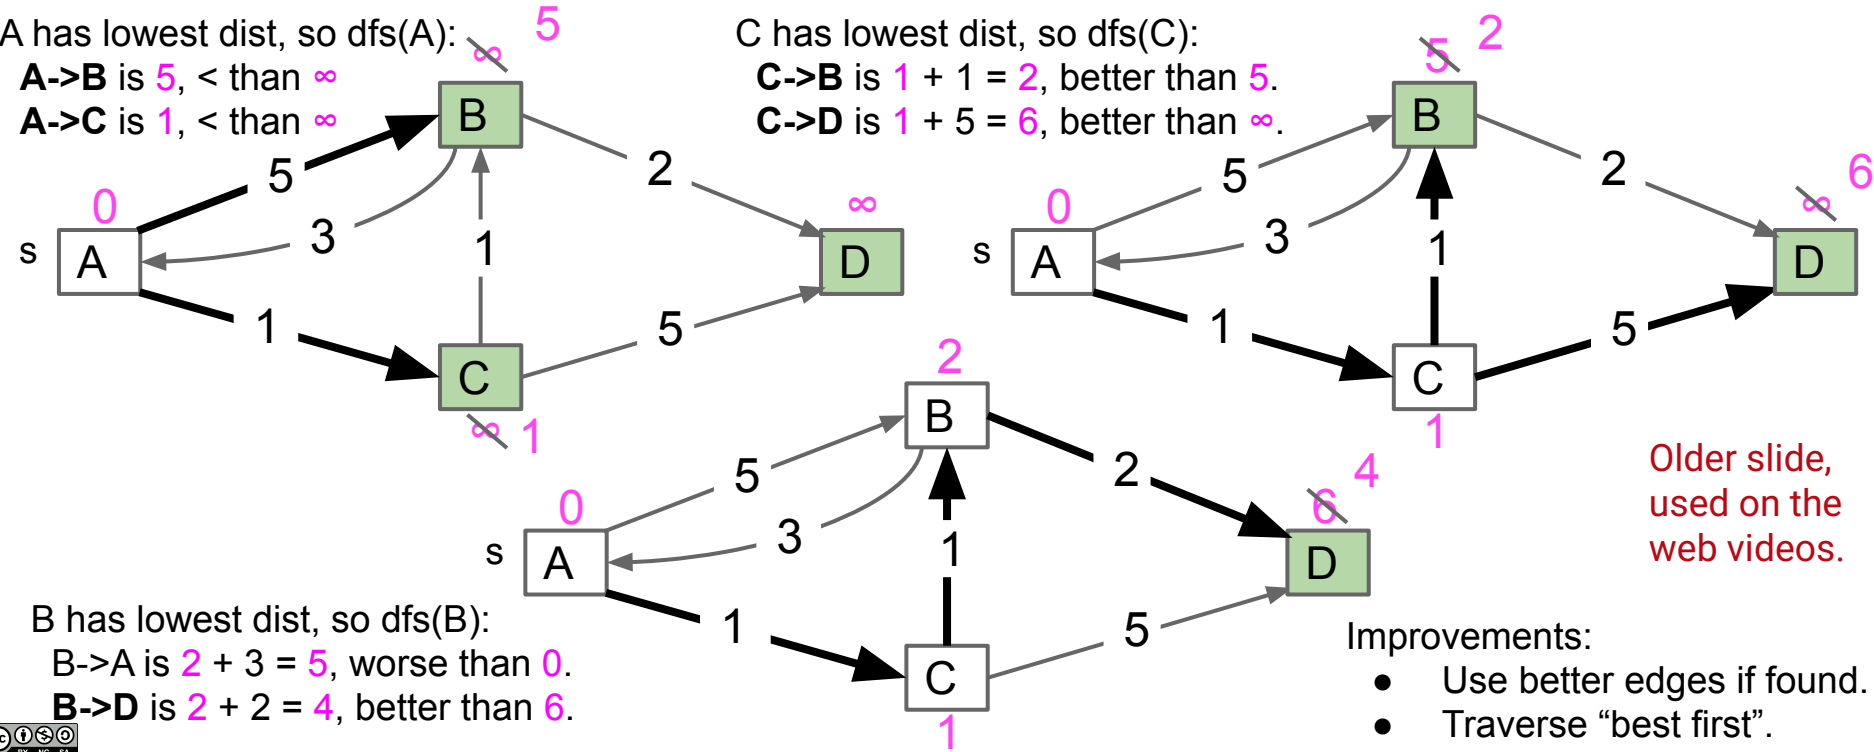 A has lowest dist, so dfs(A):
A->B is 5, < than ∞
A->C is 1, < than ∞
∞ 5
B
5
2
0
3
∞
s
A
1
D
1
5
C
∞ 1
C has lowest dist, so dfs(C):
C->B is 1 + 1 = 2, better than 5.
C->D is 1 + 5 = 6, better than ∞.
5 2
B
5
2
6
0
3
∞
s
A
1
D
1
5
C
1
2
B
5
2
4
0
3
6
s
A
1
D
1
5
C
1
Older slide,
used on the
web videos.
B has lowest dist, so dfs(B):
B->A is 2 + 3 = 5, worse than 0.
B->D is 2 + 2 = 4, better than 6.
Improvements:
● Use better edges if found.
● Traverse “best first”.
BY NC SA